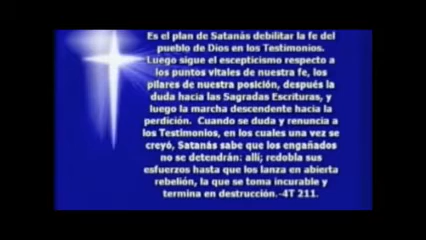 Es el plan de Satanás debilitar la fe del
pueblo de Dios en los Testimonios.
Luego sigue el escepticismo respecto a
los puntos vitales de nuestra fe, los
pilares de nuestra posición, después la
duda hacia las Sagradas Escrituras, y
luego la marcha descendente hacia la
perdición. Cuando se duda y renuncia a
los Testimonios, en los cuales una vez se
creyó, Satanás sabe que los engañados
no se detendrán: allí; redobla sus
esfuerzos hasta que los lanza en abierta
rebelión, la que se toma incurable y
termina en destrucción.-4T 211.